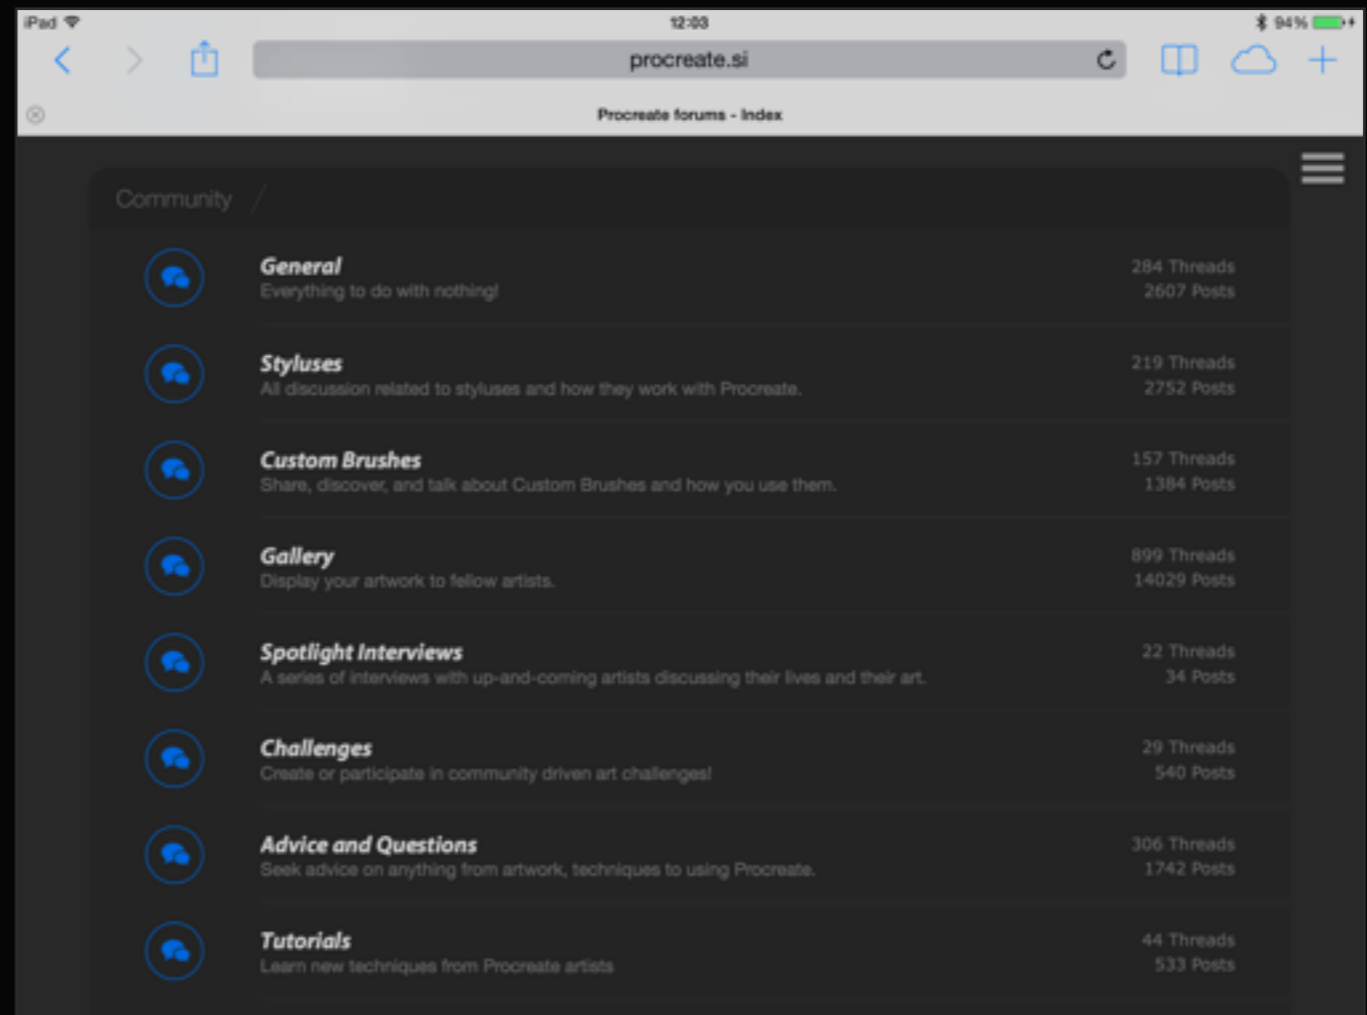 iPad 12:03 94%
procreate.si
Procreate forums - Index
Community /
General 284 Threads
Everything to do with nothing! 2607 Posts
Styluses 219 Threads
All discussion related to styluses and how they work with Procreate. 2752 Posts
Custom Brushes 157 Threads
Share, discover, and talk about Custom Brushes and how you use them. 1384 Posts
Gallery 899 Threads
Display your artwork to fellow artists. 14029 Posts
Spotlight Interviews 22 Threads
A series of interviews with up-and-coming artists discussing their lives and their art. 34 Posts
Challenges 29 Threads
Create or participate in community driven art challenges! 540 Posts
Advice and Questions 306 Threads
Seek advice on anything from artwork, techniques to using Procreate. 1742 Posts
Tutorials 44 Threads
Learn new techniques from Procreate artists 533 Posts